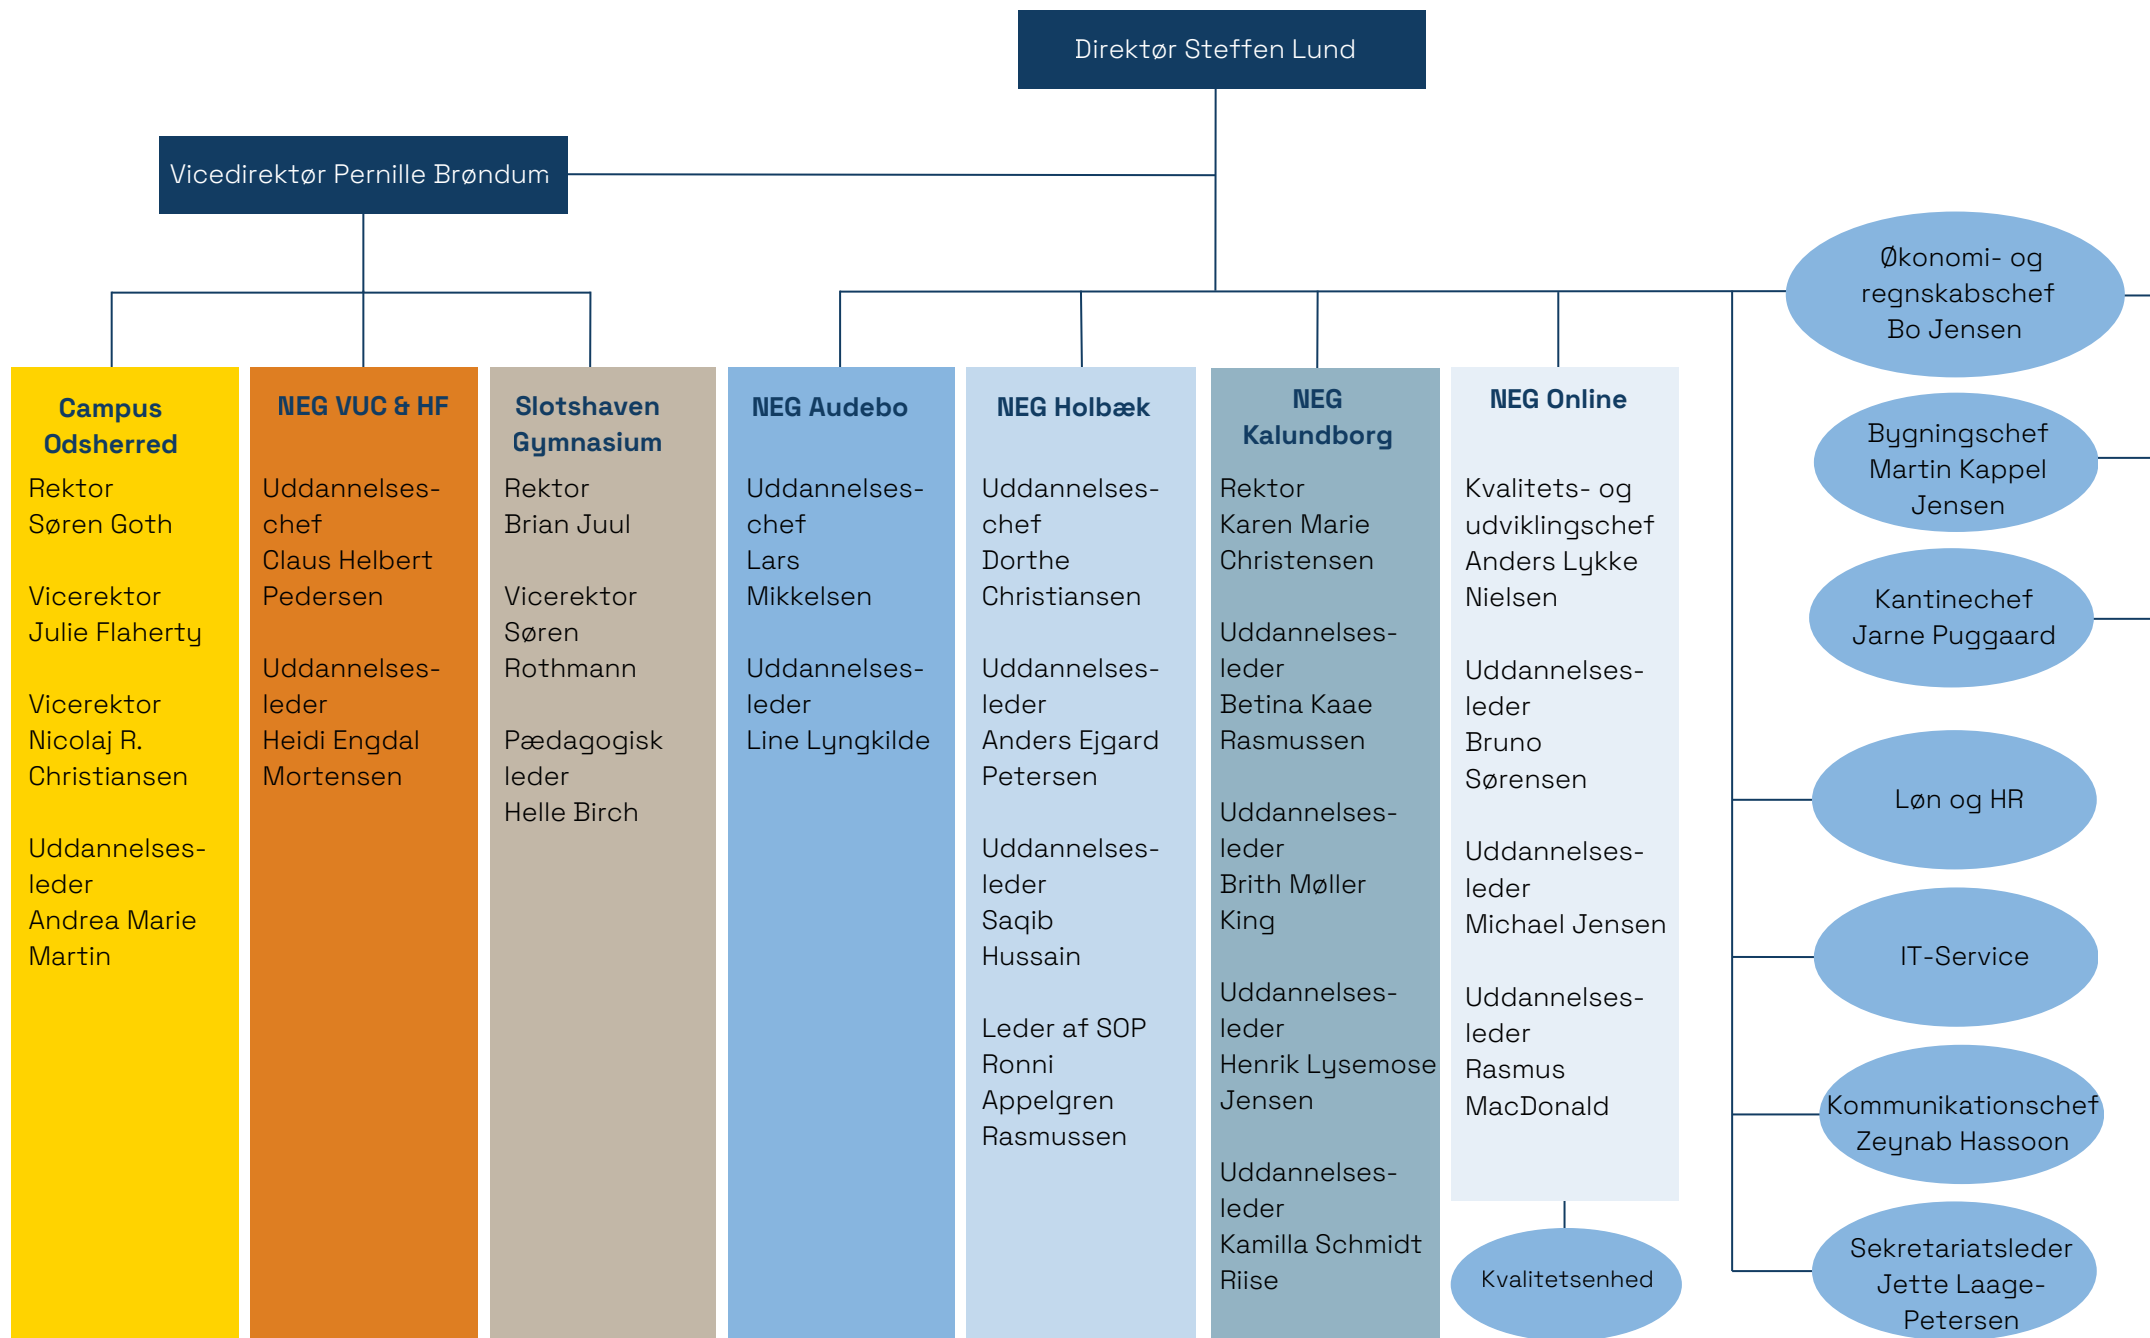 Direktør Steffen Lund
Vicedirektør Pernille Brøndum
Campus
Odsherred
Rektor
Søren Goth
Vicerektor
Julie Flaherty
Vicerektor
Nicolaj R.
Christiansen
Uddannelses-
leder
Andrea Marie
Martin
NEG VUC & HF
Uddannelses-
chef
Claus Helbert
Pedersen
Uddannelses-
leder
Heidi Engdal
Mortensen
Slotshaven
Gymnasium
Rektor
Brian Juul
Vicerektor
Søren
Rothmann
Pædagogisk
leder
Helle Birch
NEG Audebo
Uddannelses-
chef
Lars
Mikkelsen
Uddannelses-
leder
Line Lyngkilde
NEG Holbæk
Uddannelses-
chef
Dorthe
Christiansen
Uddannelses-
leder
Anders Ejgard
Petersen
Uddannelses-
leder
Saqib
Hussain
Leder af SOP
Ronni
Appelgren
Rasmussen
NEG
Kalundborg
Rektor
Karen Marie
Christensen
Uddannelses-
leder
Betina Kaae
Rasmussen
Uddannelses-
leder
Brith Møller
King
Uddannelses-
leder
Henrik Lysemose
Jensen
Uddannelses-
leder
Kamilla Schmidt
Riise
NEG Online
Kvalitets- og
udviklingschef
Anders Lykke
Nielsen
Uddannelses-
leder
Bruno
Sørensen
Uddannelses-
leder
Michael Jensen
Uddannelses-
leder
Rasmus
MacDonald
Kvalitetsenhed
Økonomi- og
regnskabschef
Bo Jensen
Bygningschef
Martin Kappel
Jensen
Kantinechef
Jarne Puggaard
Løn og HR
IT-Service
Kommunikationschef
Zeynab Hassoon
Sekretariatsleder
Jette Laage-
Petersen